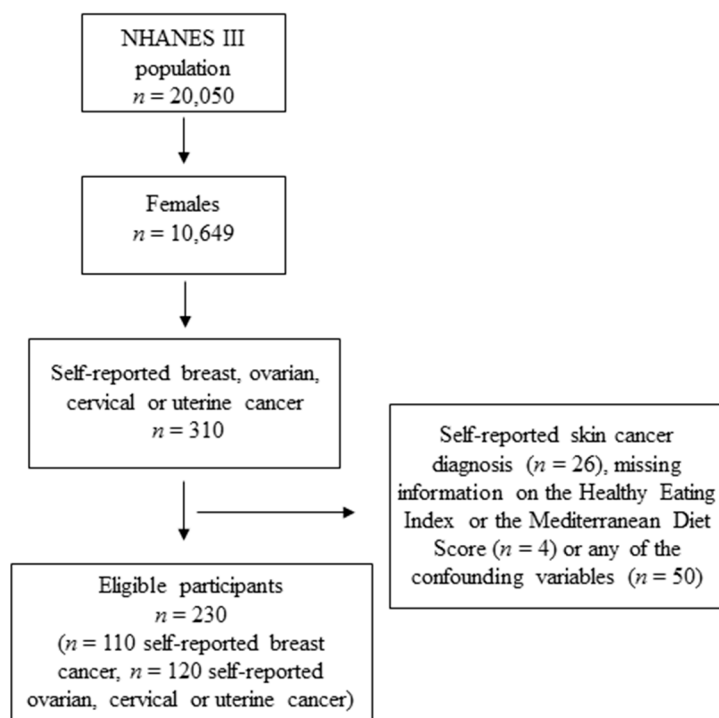 NHANES III
population
n = 20,050
Females
n = 10,649
Self-reported breast, ovarian,
cervical or uterine cancer
n = 310
Self-reported skin cancer
diagnosis (n = 26), missing
information on the Healthy Eating
Index or the Mediterranean Diet
Score (n = 4) or any of the
confounding variables (n = 50)
Eligible participants
n = 230
(n = 110 self-reported breast
cancer, n = 120 self-reported
ovarian, cervical or uterine cancer)